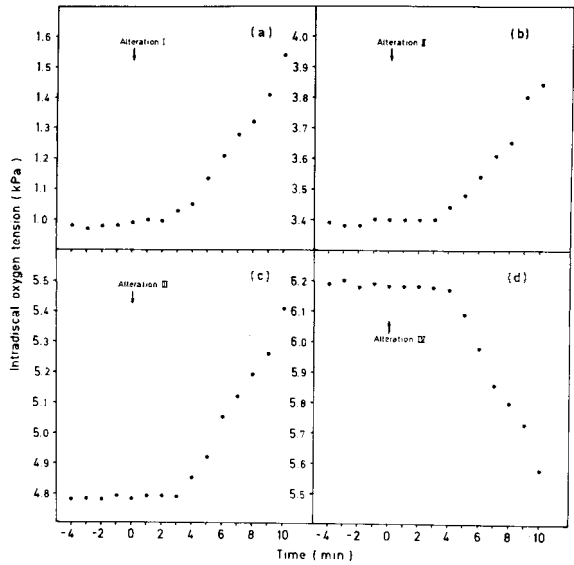 (a)
Alteration I
1.6
1.5
1.4
1.3
1.2
1.1
1.0
(b)
Alteration II
4.0
3.9
3.8
3.7
3.6
3.5
3.4
(c)
Alteration III
5.5
5.4
5.3
5.2
5.1
5.0
4.9
4.8
(d)
Alteration IV
6.2
6.1
6.0
5.9
5.8
5.7
5.6
5.5
Intradiscal oxygen tension (kPa)
-4 -2 0 2 4 6 8 10
-4 -2 0 2 4 6 8 10
Time (min)